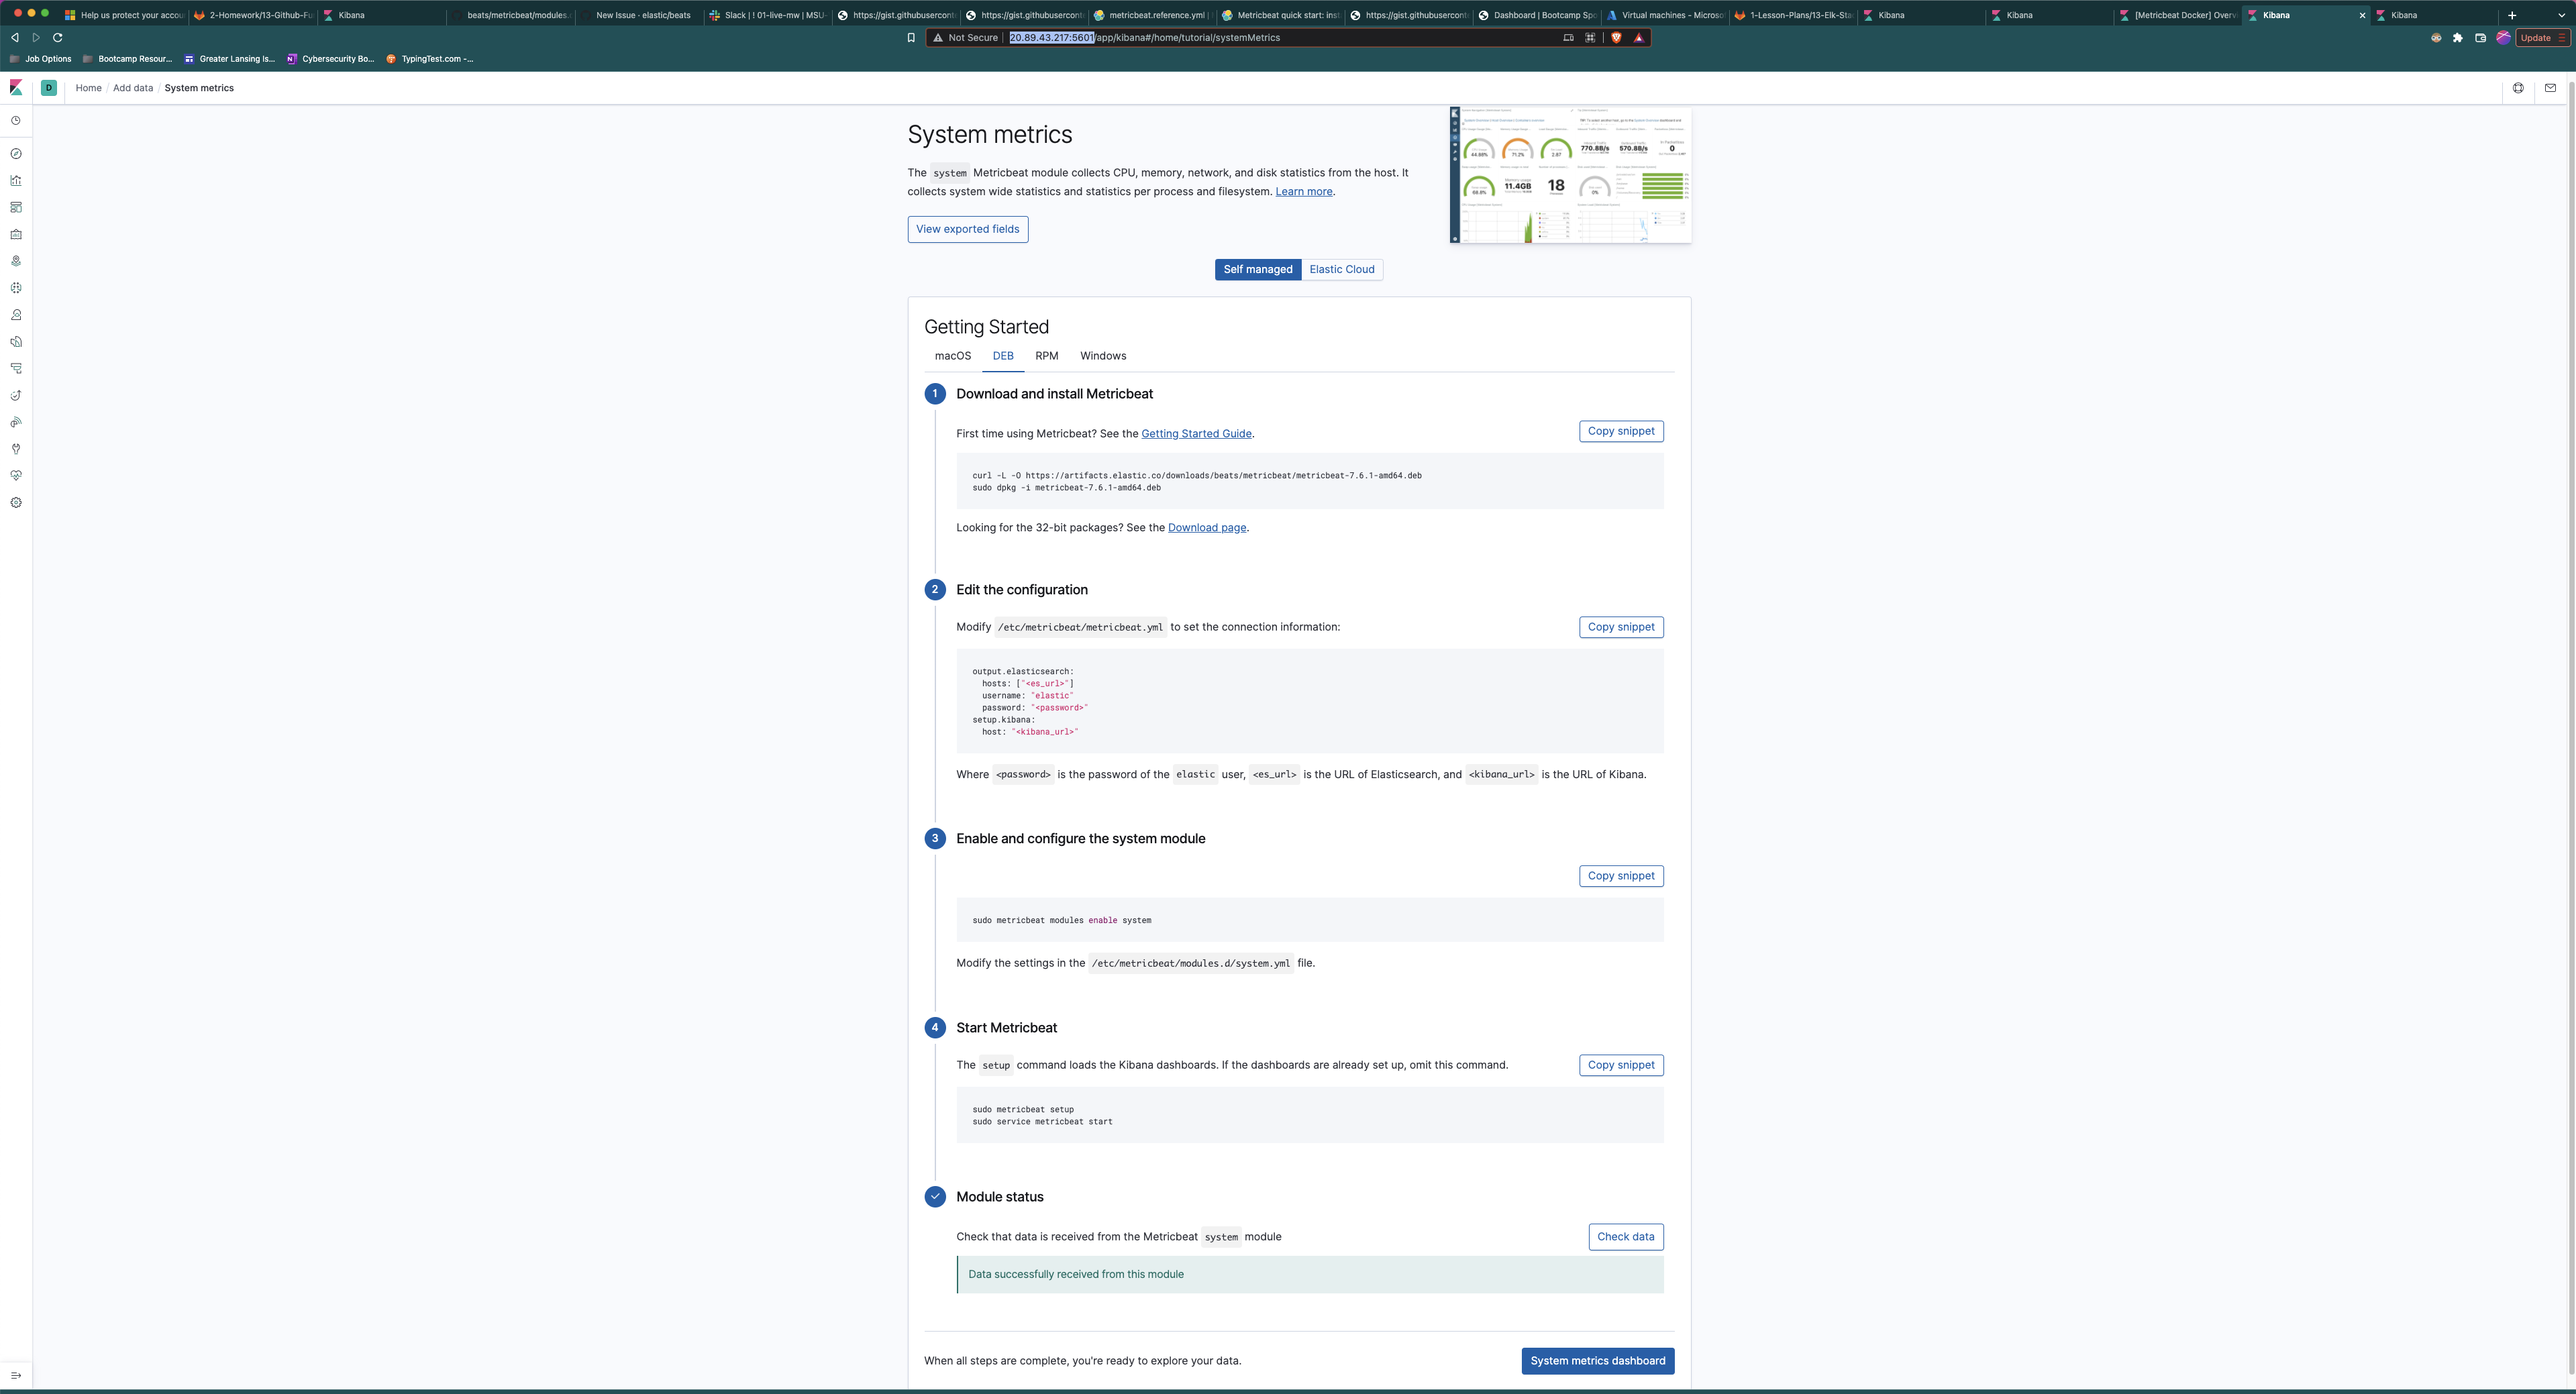 Help us protect your accou
2-Homework/13-Github-Fu
Kibana
beats/metricbeat/modules.
New Issue · elastic/beats
Slack | ! 01-live-mw | MSU-
https://gist.githubuserconte
https://gist.githubuserconte
metricbeat.reference.yml |
Metricbeat quick start: inst
https://gist.githubuserconte
Dashboard | Bootcamp Spo
Virtual machines - Microsof
1-Lesson-Plans/13-Elk-Sta
Kibana
Kibana
[Metricbeat Docker] Overv
Kibana
Kibana
Not Secure 20.89.43.217:5601/app/kibana#/home/tutorial/systemMetrics
Update
Job Options
Bootcamp Resour...
Greater Lansing Is...
Cybersecurity Bo...
TypingTest.com -...
D
Home / Add data / System metrics
System metrics
The system Metricbeat module collects CPU, memory, network, and disk statistics from the host. It
collects system wide statistics and statistics per process and filesystem. Learn more.
View exported fields
44.88%
71.2%
2.87
770.8B/s
570.8B/s
0
11.4GB
18
0%
Self managed
Elastic Cloud
Getting Started
macOS
DEB
RPM
Windows
1
Download and install Metricbeat
First time using Metricbeat? See the Getting Started Guide.
Copy snippet
curl -L -O https://artifacts.elastic.co/downloads/beats/metricbeat/metricbeat-7.6.1-amd64.deb
sudo dpkg -i metricbeat-7.6.1-amd64.deb
Looking for the 32-bit packages? See the Download page.
2
Edit the configuration
Modify /etc/metricbeat/metricbeat.yml to set the connection information:
Copy snippet
output.elasticsearch:
hosts: ["<es_url>"]
username: "elastic"
password: "<password>"
setup.kibana:
host: "<kibana_url>"
Where <password> is the password of the elastic user, <es_url> is the URL of Elasticsearch, and <kibana_url> is the URL of Kibana.
3
Enable and configure the system module
Copy snippet
sudo metricbeat modules enable system
Modify the settings in the /etc/metricbeat/modules.d/system.yml file.
4
Start Metricbeat
The setup command loads the Kibana dashboards. If the dashboards are already set up, omit this command.
Copy snippet
sudo metricbeat setup
sudo service metricbeat start
Module status
Check that data is received from the Metricbeat system module
Check data
Data successfully received from this module
When all steps are complete, you're ready to explore your data.
System metrics dashboard